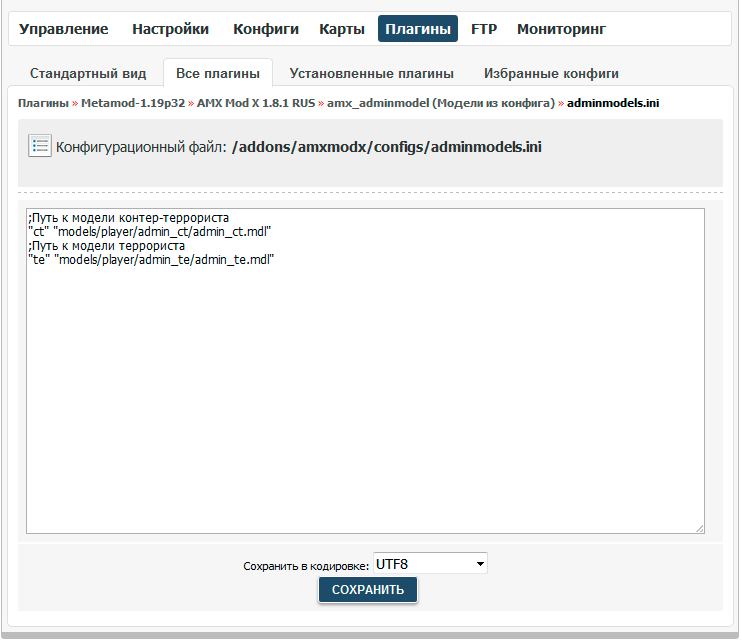 Управление Настройки Конфиги Карты Плагины FTP Мониторинг
Стандартный вид Все плагины Установленные плагины Избранные конфиги
Плагины » Metamod-1.19p32 » AMX Mod X 1.8.1 RUS » amx_adminmodel (Модели из конфига) » adminmodels.ini
Конфигурационный файл: /addons/amxmodx/configs/adminmodels.ini
;Путь к модели контер-террориста
"ct" "models/player/admin_ct/admin_ct.mdl"
;Путь к модели террориста
"te" "models/player/admin_te/admin_te.mdl"
Сохранить в кодировке: UTF8
СОХРАНИТЬ